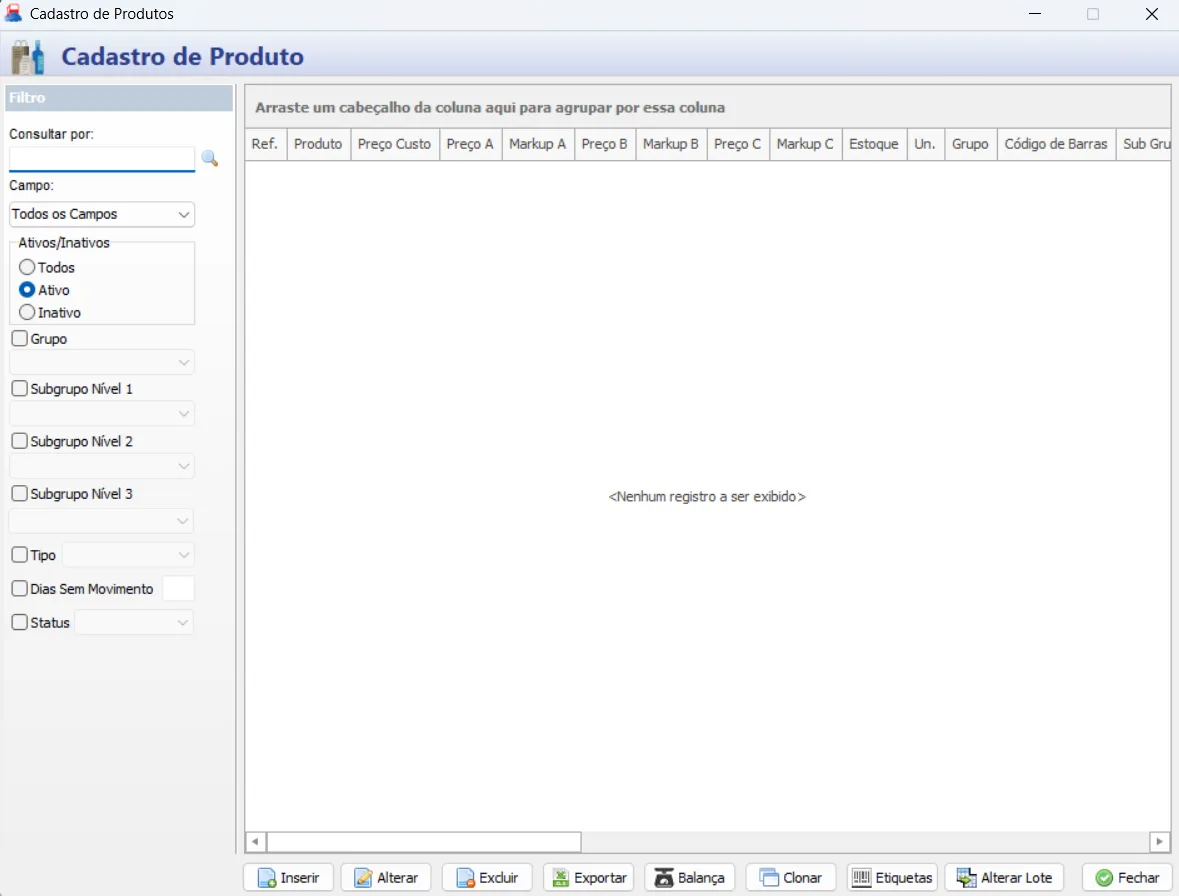 Cadastro de Produtos
Cadastro de Produto
Filtro
Consultar por:
Campo:
Todos os Campos
Ativos/Inativos
Todos
Ativo
Inativo
Grupo
Subgrupo Nível 1
Subgrupo Nível 2
Subgrupo Nível 3
Tipo
Dias Sem Movimento
Status
Arraste um cabeçalho da coluna aqui para agrupar por essa coluna
Ref. Produto Preço Custo Preço A Markup A Preço B Markup B Preço C Markup C Estoque Un. Grupo Código de Barras Sub Gru
<Nenhum registro a ser exibido>
Inserir Alterar Excluir Exportar Balança Clonar Etiquetas Alterar Lote Fechar